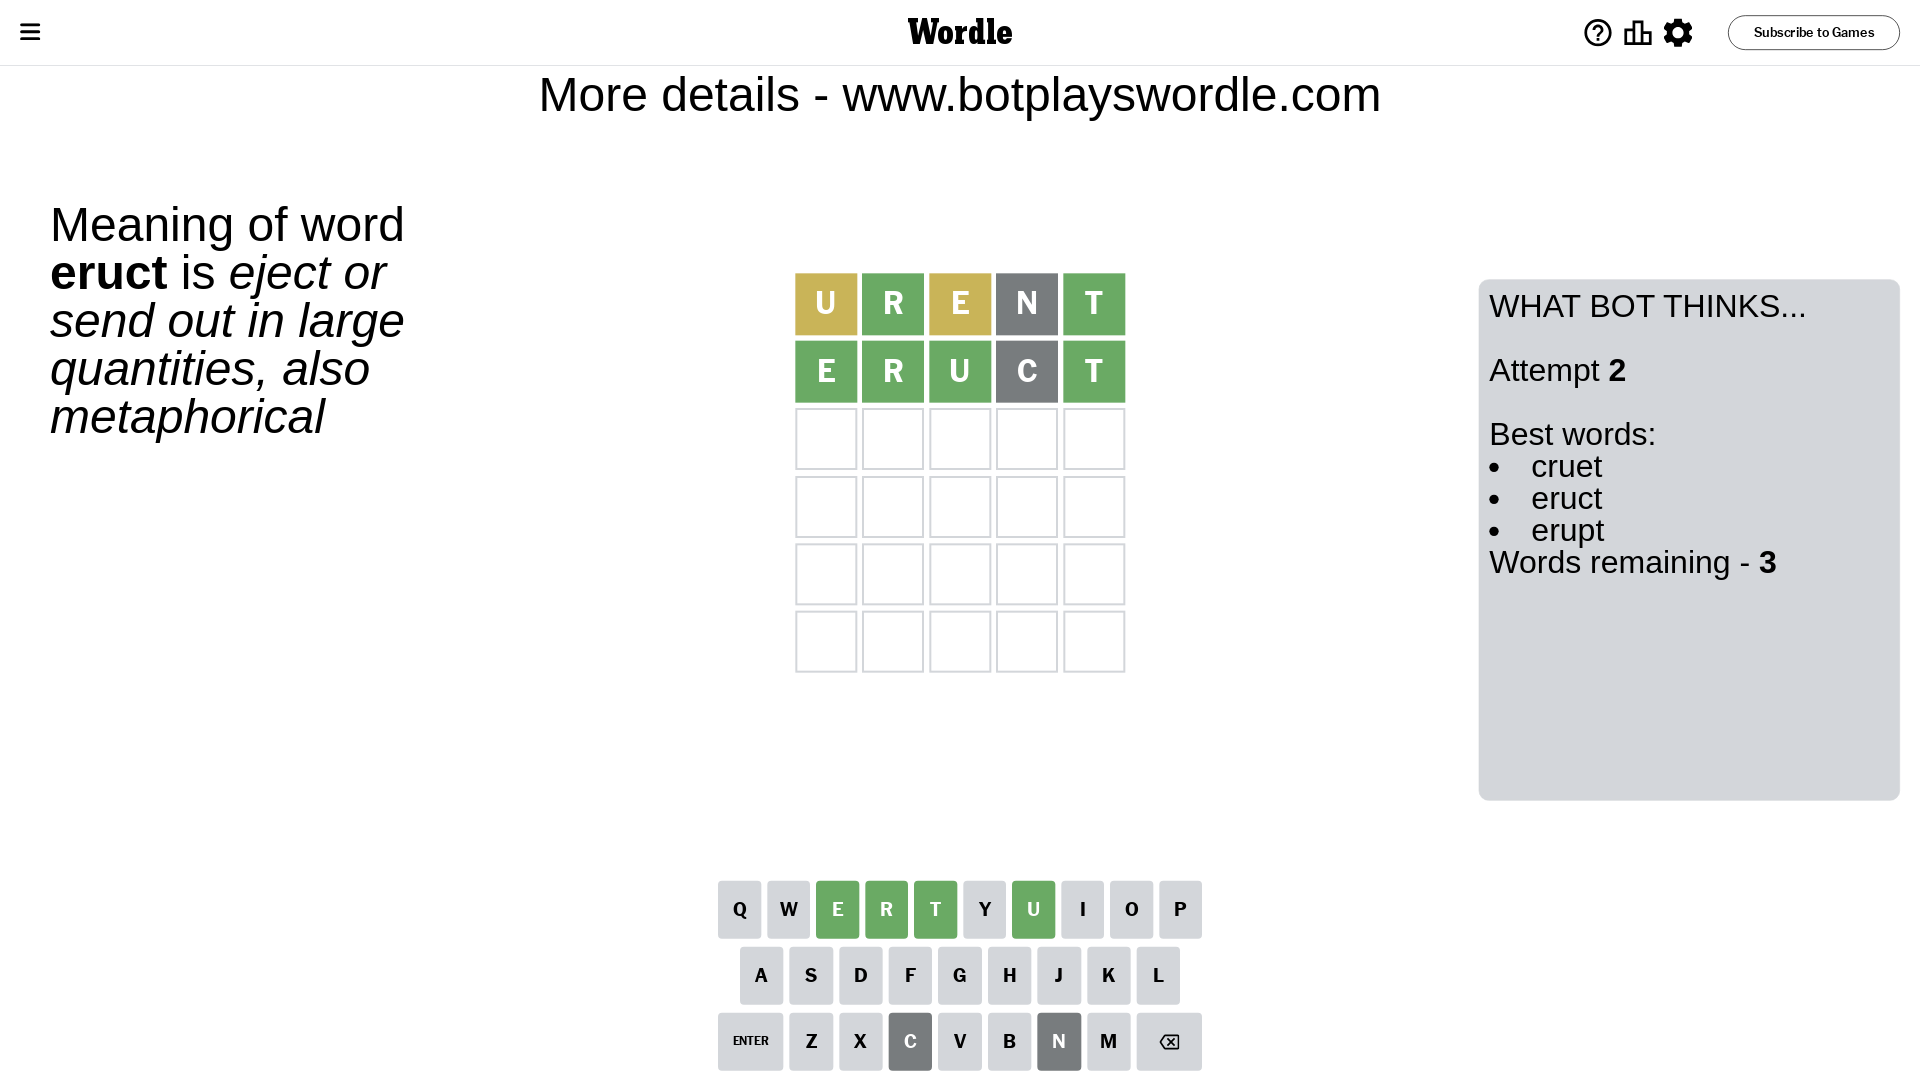 Wordle
Subscribe to Games
More details - www.botplayswordle.com
Meaning of word
eruct is eject or
send out in large
quantities, also
metaphorical
U R E N T
E R U C T
WHAT BOT THINKS...
Attempt 2
Best words:
• cruet
• eruct
• erupt
Words remaining - 3
Q W E R T Y U I O P
A S D F G H J K L
ENTER Z X C V B N M